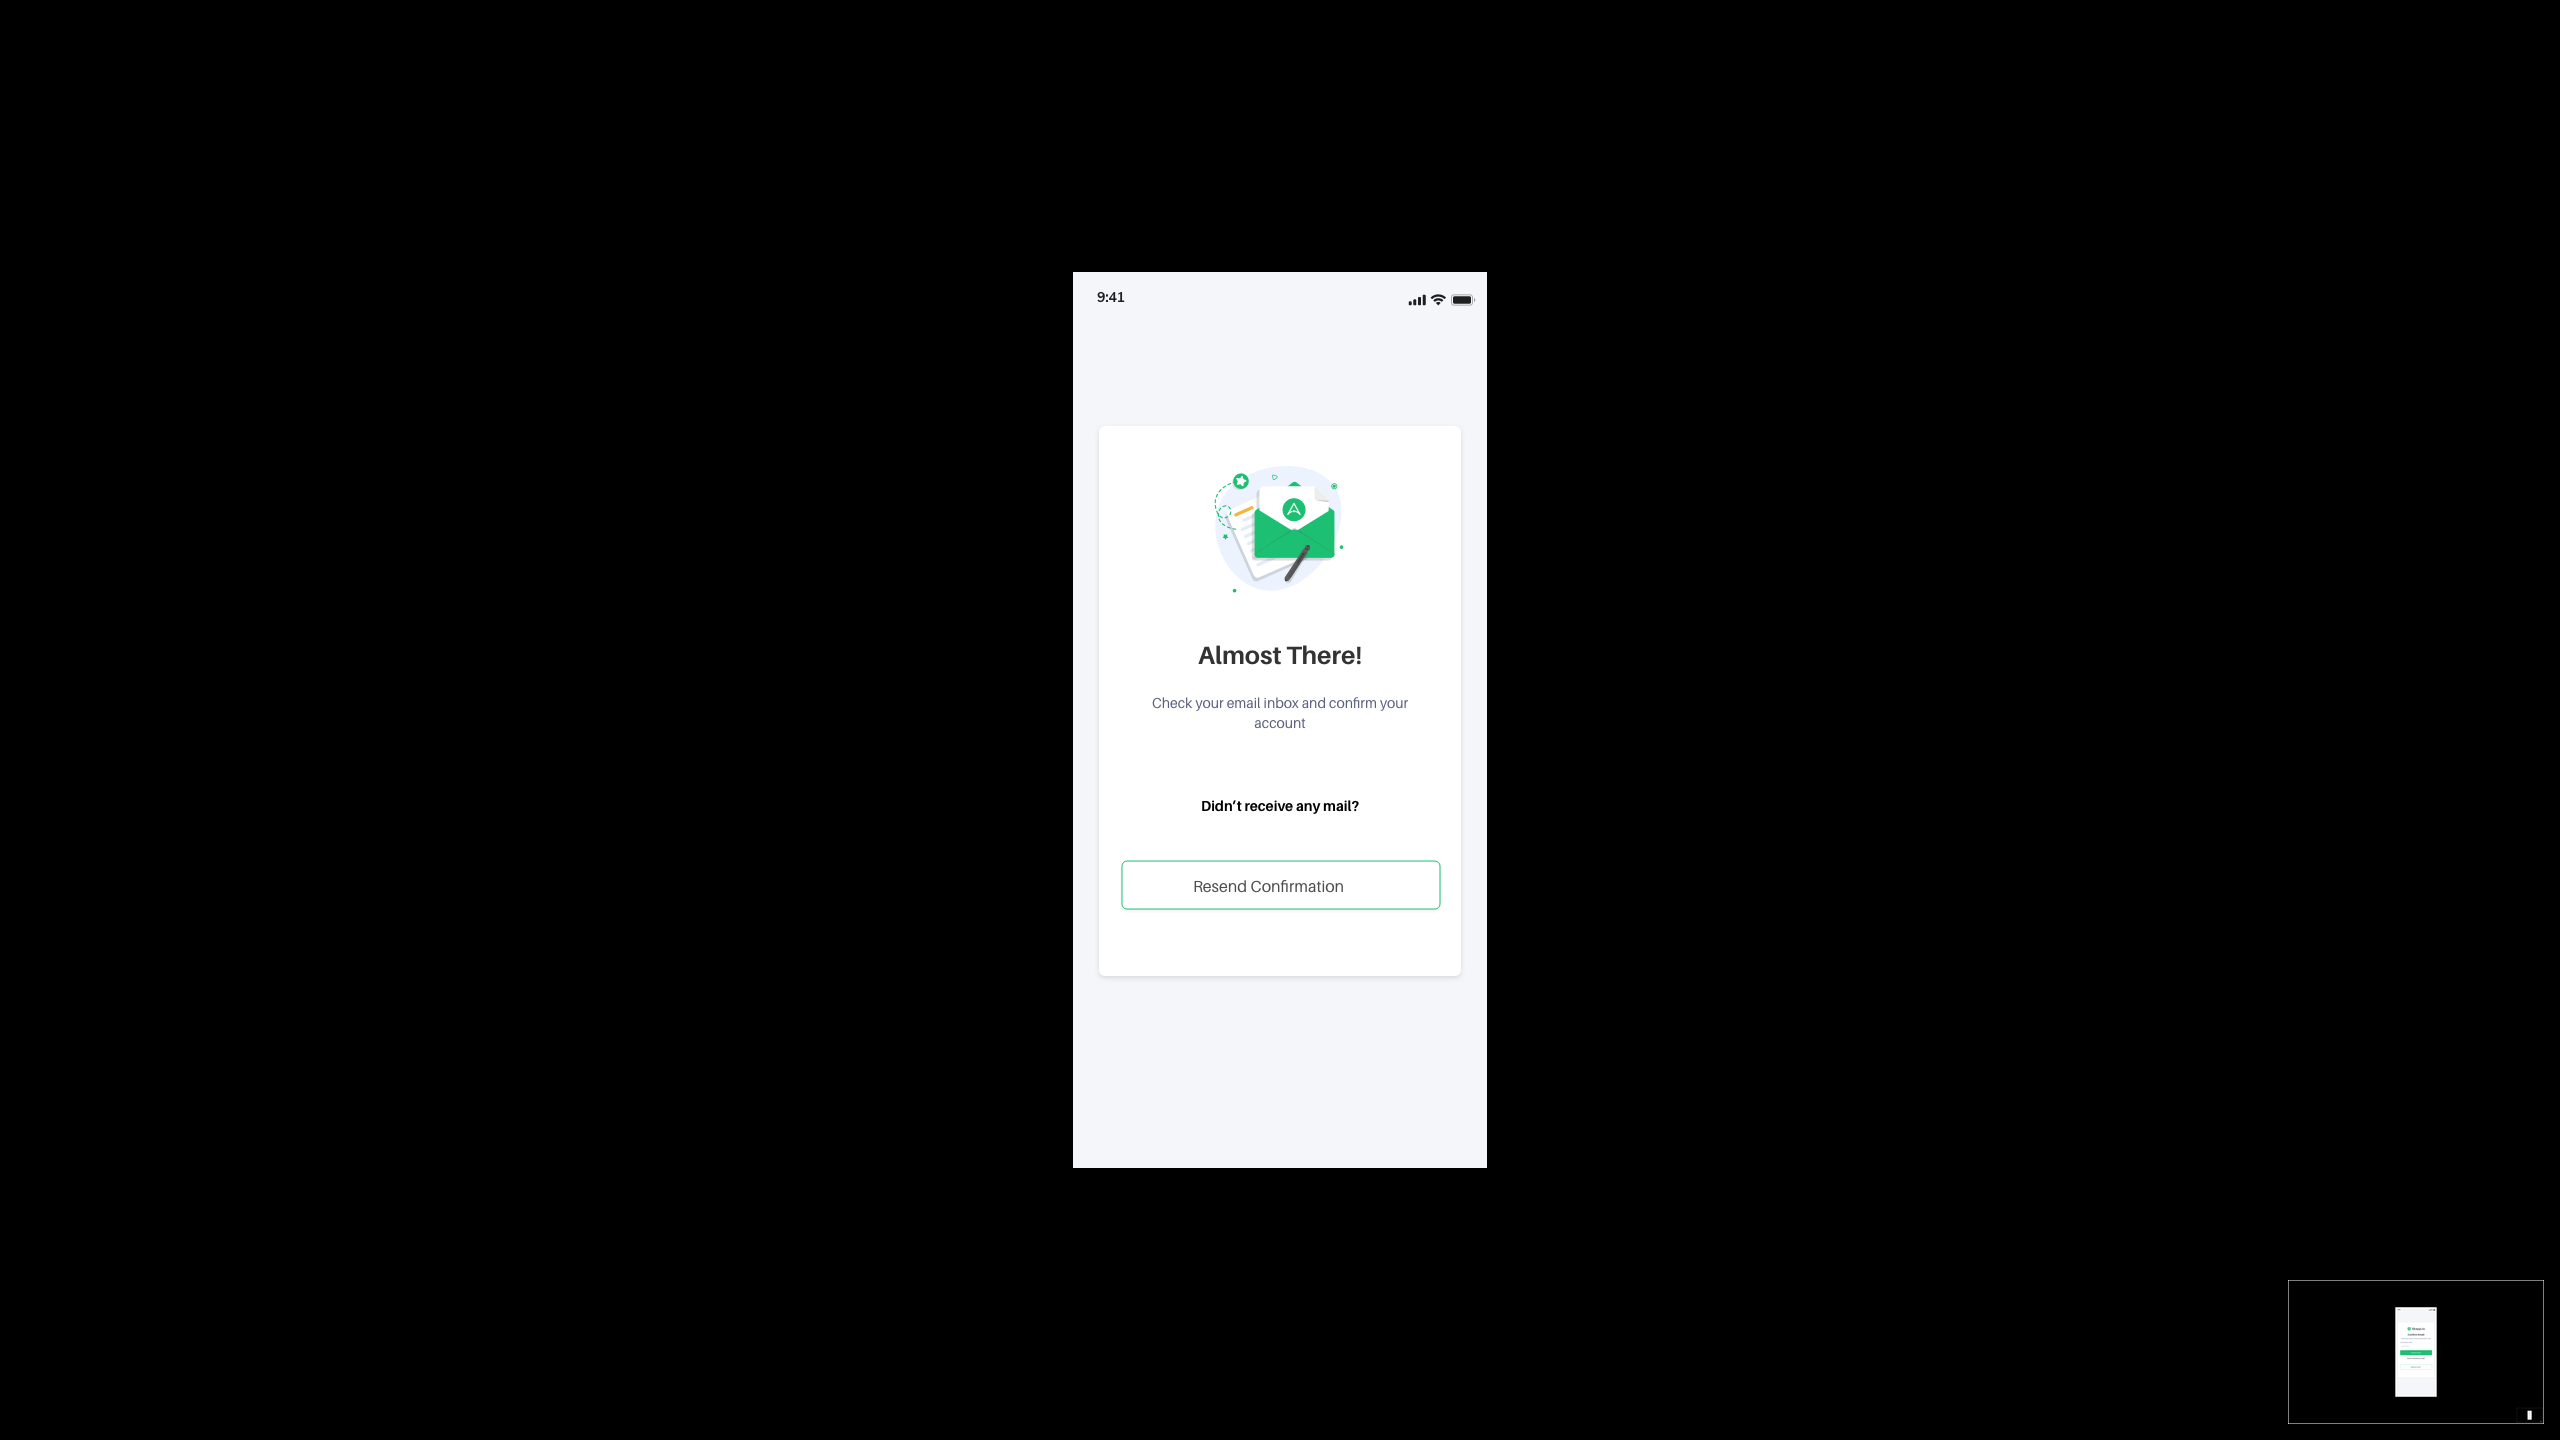 9:41
Almost There!
Check your email inbox and confirm your
account
Didn’t receive any mail?
Resend Confirmation